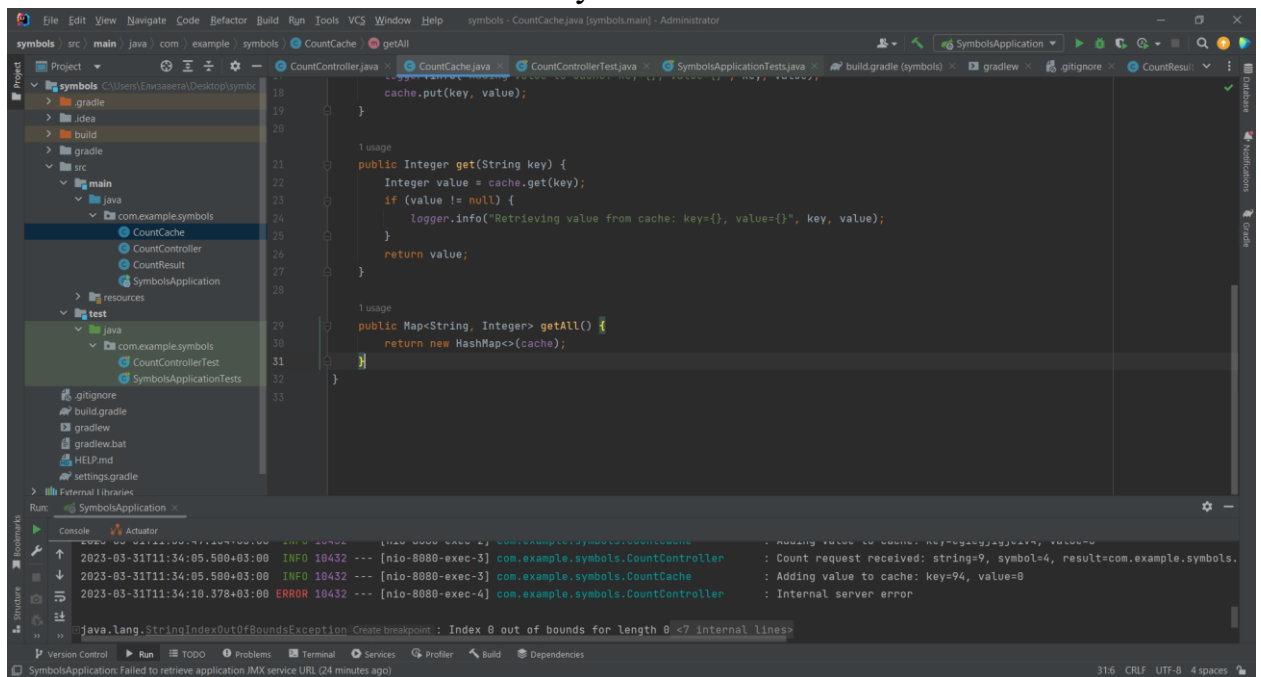 File Edit View Navigate Code Refactor Build Run Tools VCS Window Help symbols - CountCache.java [symbols.main] - Administrator
symbols src main java com example symbols CountCache getAll SymbolsApplication
Project CountController.java CountCache.java CountControllerTest.java SymbolsApplicationTests.java build.gradle (symbols) gradlew .gitignore CountResul
symbols C:\Users\Елизавета\Desktop\symbc
.gradle
.idea
build
gradle
src
main
java
com.example.symbols
CountCache
CountController
CountResult
SymbolsApplication
resources
test
java
com.example.symbols
CountControllerTest
SymbolsApplicationTests
.gitignore
build.gradle
gradlew
gradlew.bat
HELP.md
settings.gradle
External Libraries
18 cache.put(key, value);
19 }
20
1 usage
21 public Integer get(String key) {
22 Integer value = cache.get(key);
23 if (value != null) {
24 logger.info("Retrieving value from cache: key={}, value={}", key, value);
25 }
26 return value;
27 }
28
1 usage
29 public Map<String, Integer> getAll() {
30 return new HashMap<>(cache);
31 }
32 }
33
Project
Bookmarks
Structure
Database
Notifications
Gradle
Run: SymbolsApplication
Console Actuator
2023-03-31T11:34:05.500+03:00 INFO 10432 --- [nio-8080-exec-3] com.example.symbols.CountController : Count request received: string=9, symbol=4, result=com.example.symbols.
2023-03-31T11:34:05.500+03:00 INFO 10432 --- [nio-8080-exec-3] com.example.symbols.CountCache : Adding value to cache: key=94, value=0
2023-03-31T11:34:10.378+03:00 ERROR 10432 --- [nio-8080-exec-4] com.example.symbols.CountController : Internal server error
java.lang.StringIndexOutOfBoundsException Create breakpoint : Index 0 out of bounds for length 0 <7 internal lines>
Version Control Run TODO Problems Terminal Services Profiler Build Dependencies
SymbolsApplication: Failed to retrieve application JMX service URL (24 minutes ago) 31:6 CRLF UTF-8 4 spaces